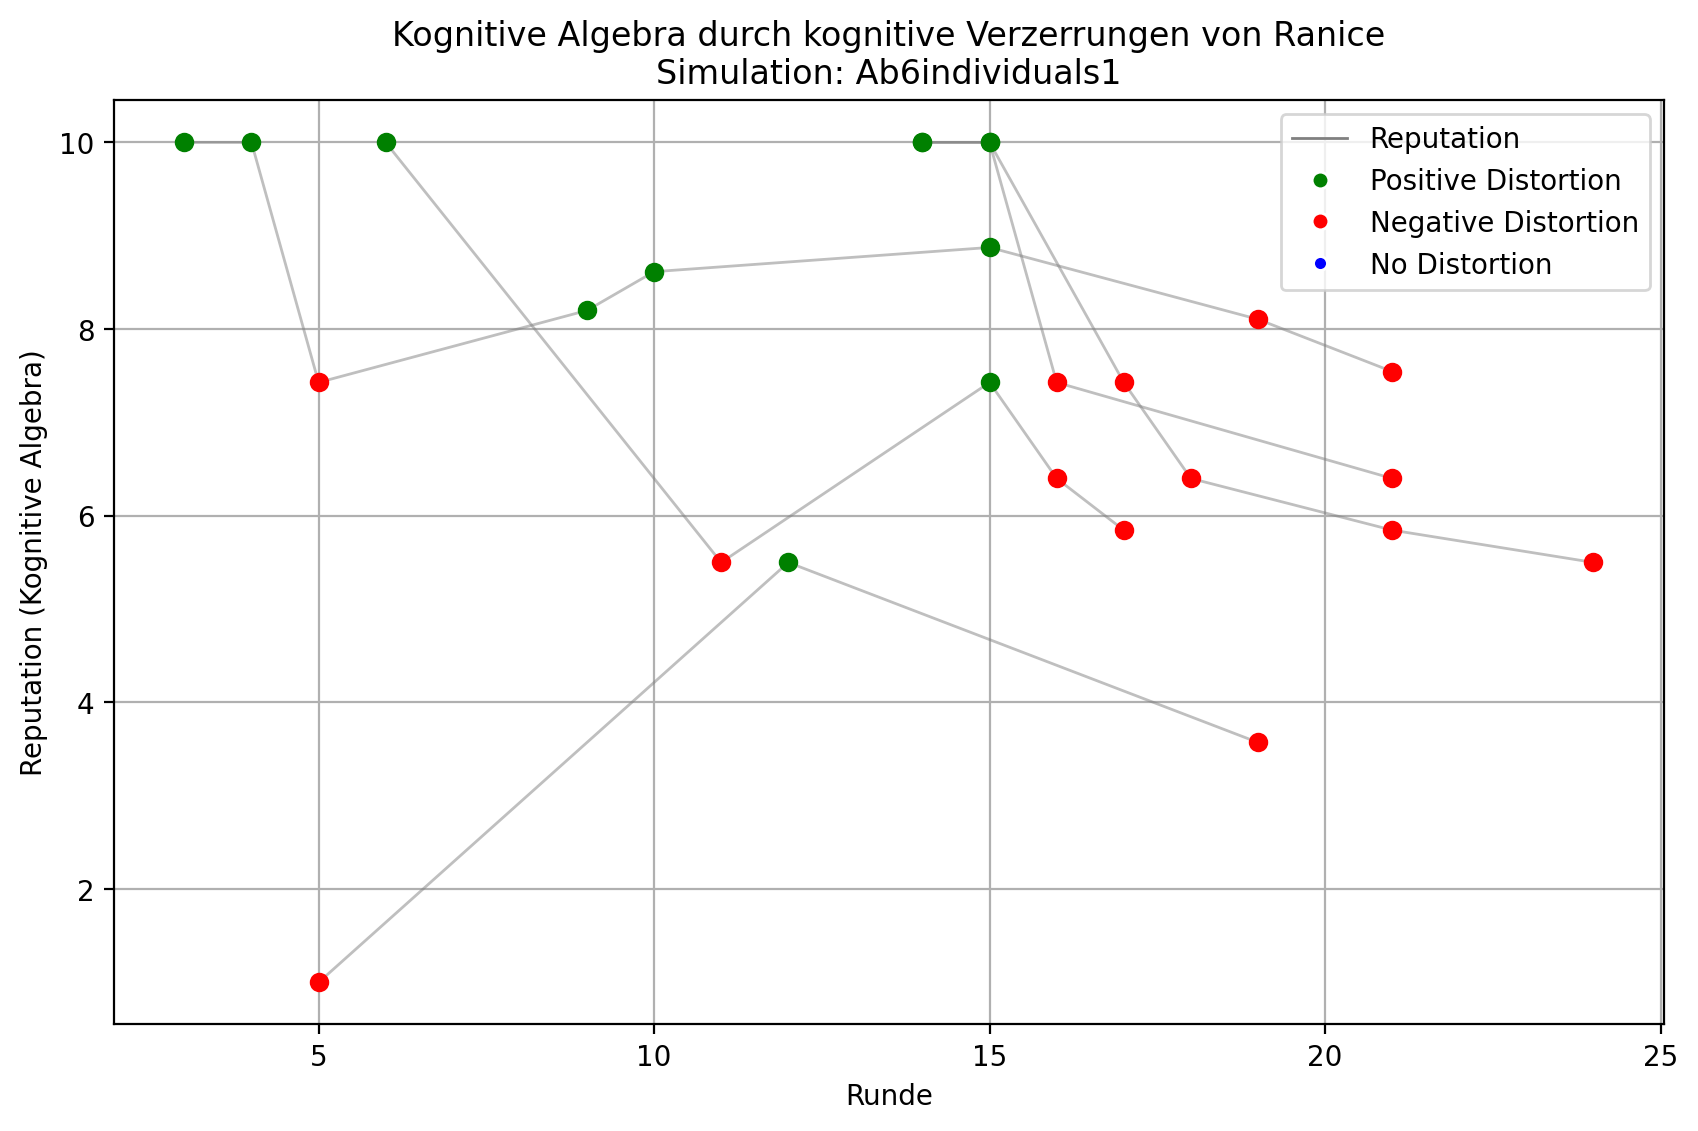 Kognitive Algebra durch kognitive Verzerrungen von Ranice
Simulation: Ab6individuals1
Reputation
Positive Distortion
Negative Distortion
No Distortion
Reputation (Kognitive Algebra)
10
8
6
4
2
5
10
15
20
25
Runde